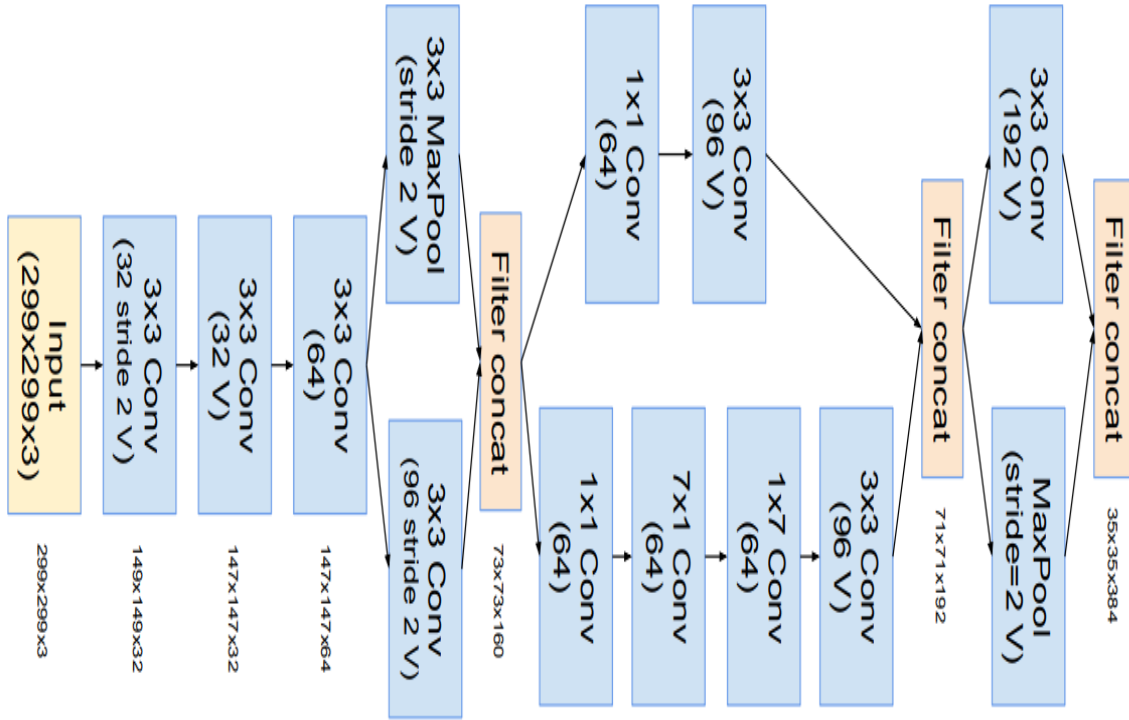 Input
(299x299x3)
299x299x3
3x3 Conv
(32 stride 2 V)
149x149x32
3x3 Conv
(32 V)
147x147x32
3x3 Conv
(64)
147x147x64
3x3 MaxPool
(stride 2 V)
3x3 Conv
(96 stride 2 V)
Filter concat
73x73x160
1x1 Conv
(64)
3x3 Conv
(96 V)
1x1 Conv
(64)
7x1 Conv
(64)
1x7 Conv
(64)
3x3 Conv
(96 V)
Filter concat
71x71x192
3x3 Conv
(192 V)
MaxPool
(stride=2 V)
Filter concat
35x35x384